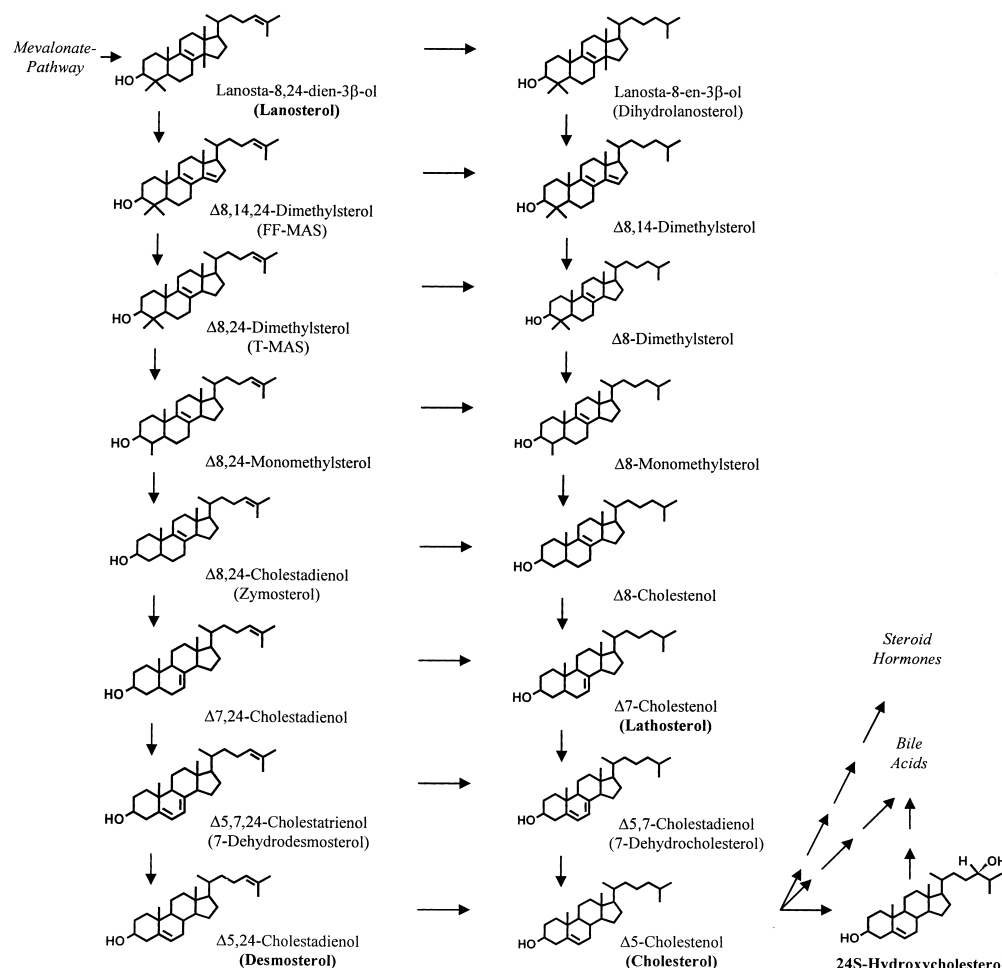 Mevalonate-
Pathway
HO
Lanosta-8,24-dien-3β-ol
(Lanosterol)
HO
Lanosta-8-en-3β-ol
(Dihydrolanosterol)
HO
Δ8,14,24-Dimethylsterol
(FF-MAS)
HO
Δ8,14-Dimethylsterol
HO
Δ8,24-Dimethylsterol
(T-MAS)
HO
Δ8-Dimethylsterol
HO
Δ8,24-Monomethylsterol
HO
Δ8-Monomethylsterol
HO
Δ8,24-Cholestadienol
(Zymosterol)
HO
Δ8-Cholestenol
HO
Δ7,24-Cholestadienol
HO
Δ7-Cholestenol
(Lathosterol)
Steroid
Hormones
Bile
Acids
HO
Δ5,7,24-Cholestatrienol
(7-Dehydrodesmosterol)
HO
Δ5,7-Cholestadienol
(7-Dehydrocholesterol)
HO
Δ5,24-Cholestadienol
(Desmosterol)
HO
Δ5-Cholestenol
(Cholesterol)
H OH
HO
24S-Hydroxycholestero